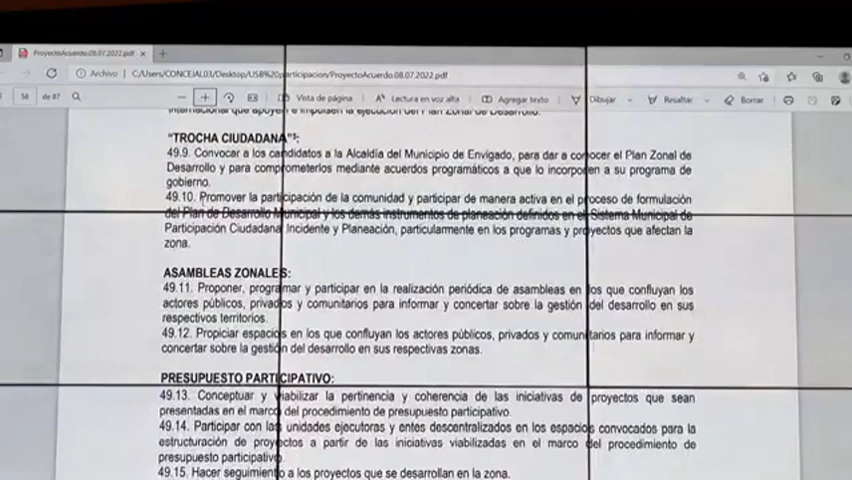 ProyectoAcuerdo.08.07.2022.pdf
Archivo | C:/Users/CONCEJAL03/Desktop/USB%20participacion/ProyectoAcuerdo.08.07.2022.pdf
de 87 Vista de página Lectura en voz alta Agregar texto Dibujar Resaltar Borrar
internacional que apoyen e impulsen la ejecución del Plan Zonal de Desarrollo.
"TROCHA CIUDADANA"⁵:
49.9. Convocar a los candidatos a la Alcaldía del Municipio de Envigado, para dar a conocer el Plan Zonal de
Desarrollo y para comprometerlos mediante acuerdos programáticos a que lo incorporen a su programa de
gobierno.
49.10. Promover la participación de la comunidad y participar de manera activa en el proceso de formulación
del Plan de Desarrollo Municipal y los demás instrumentos de planeación definidos en el Sistema Municipal de
Participación Ciudadana Incidente y Planeación, particularmente en los programas y proyectos que afectan la
zona.
ASAMBLEAS ZONALES:
49.11. Proponer, programar y participar en la realización periódica de asambleas en los que confluyan los
actores públicos, privados y comunitarios para informar y concertar sobre la gestión del desarrollo en sus
respectivos territorios.
49.12. Propiciar espacios en los que confluyan los actores públicos, privados y comunitarios para informar y
concertar sobre la gestión del desarrollo en sus respectivas zonas.
PRESUPUESTO PARTICIPATIVO:
49.13. Conceptuar y viabilizar la pertinencia y coherencia de las iniciativas de proyectos que sean
presentadas en el marco del procedimiento de presupuesto participativo.
49.14. Participar con las unidades ejecutoras y entes descentralizados en los espacios convocados para la
estructuración de proyectos a partir de las iniciativas viabilizadas en el marco del procedimiento de
presupuesto participativo.
49.15. Hacer seguimiento a los proyectos que se desarrollan en la zona.